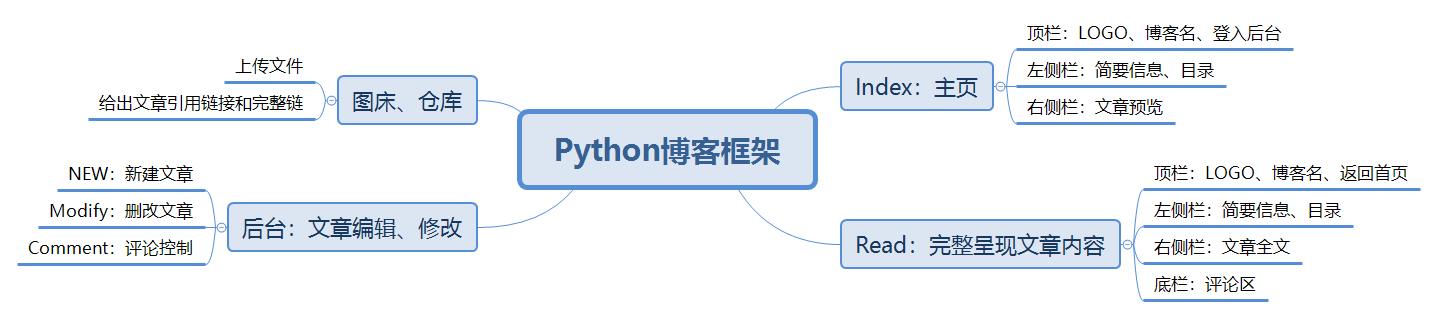 Python博客框架
Index：主页
顶栏：LOGO、博客名、登入后台
左侧栏：简要信息、目录
右侧栏：文章预览
Read：完整呈现文章内容
顶栏：LOGO、博客名、返回首页
左侧栏：简要信息、目录
右侧栏：文章全文
底栏：评论区
图床、仓库
上传文件
给出文章引用链接和完整链
后台：文章编辑、修改
NEW：新建文章
Modify：删改文章
Comment：评论控制